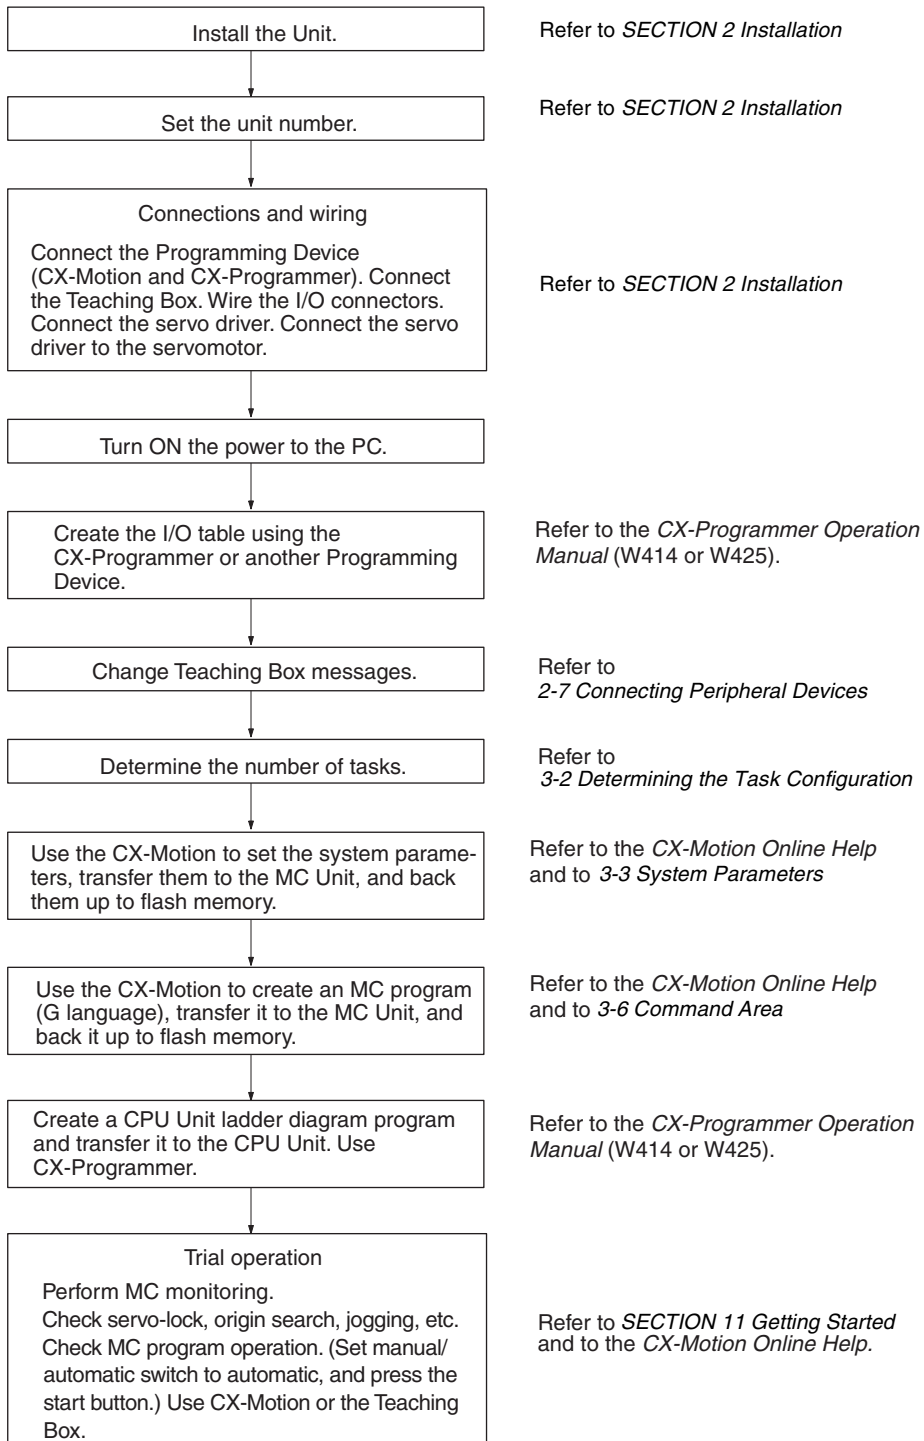 Install the Unit.
Refer to SECTION 2 Installation
Set the unit number.
Refer to SECTION 2 Installation
Connections and wiring
Connect the Programming Device
(CX-Motion and CX-Programmer). Connect
the Teaching Box. Wire the I/O connectors.
Connect the servo driver. Connect the servo
driver to the servomotor.
Refer to SECTION 2 Installation
Turn ON the power to the PC.
Create the I/O table using the
CX-Programmer or another Programming
Device.
Refer to the CX-Programmer Operation
Manual (W414 or W425).
Change Teaching Box messages.
Refer to
2-7 Connecting Peripheral Devices
Determine the number of tasks.
Refer to
3-2 Determining the Task Configuration
Use the CX-Motion to set the system parame-
ters, transfer them to the MC Unit, and back
them up to flash memory.
Refer to the CX-Motion Online Help
and to 3-3 System Parameters
Use the CX-Motion to create an MC program
(G language), transfer it to the MC Unit, and
back it up to flash memory.
Refer to the CX-Motion Online Help
and to 3-6 Command Area
Create a CPU Unit ladder diagram program
and transfer it to the CPU Unit. Use
CX-Programmer.
Refer to the CX-Programmer Operation
Manual (W414 or W425).
Trial operation
Perform MC monitoring.
Check servo-lock, origin search, jogging, etc.
Check MC program operation. (Set manual/
automatic switch to automatic, and press the
start button.) Use CX-Motion or the Teaching
Box.
Refer to SECTION 11 Getting Started
and to the CX-Motion Online Help.